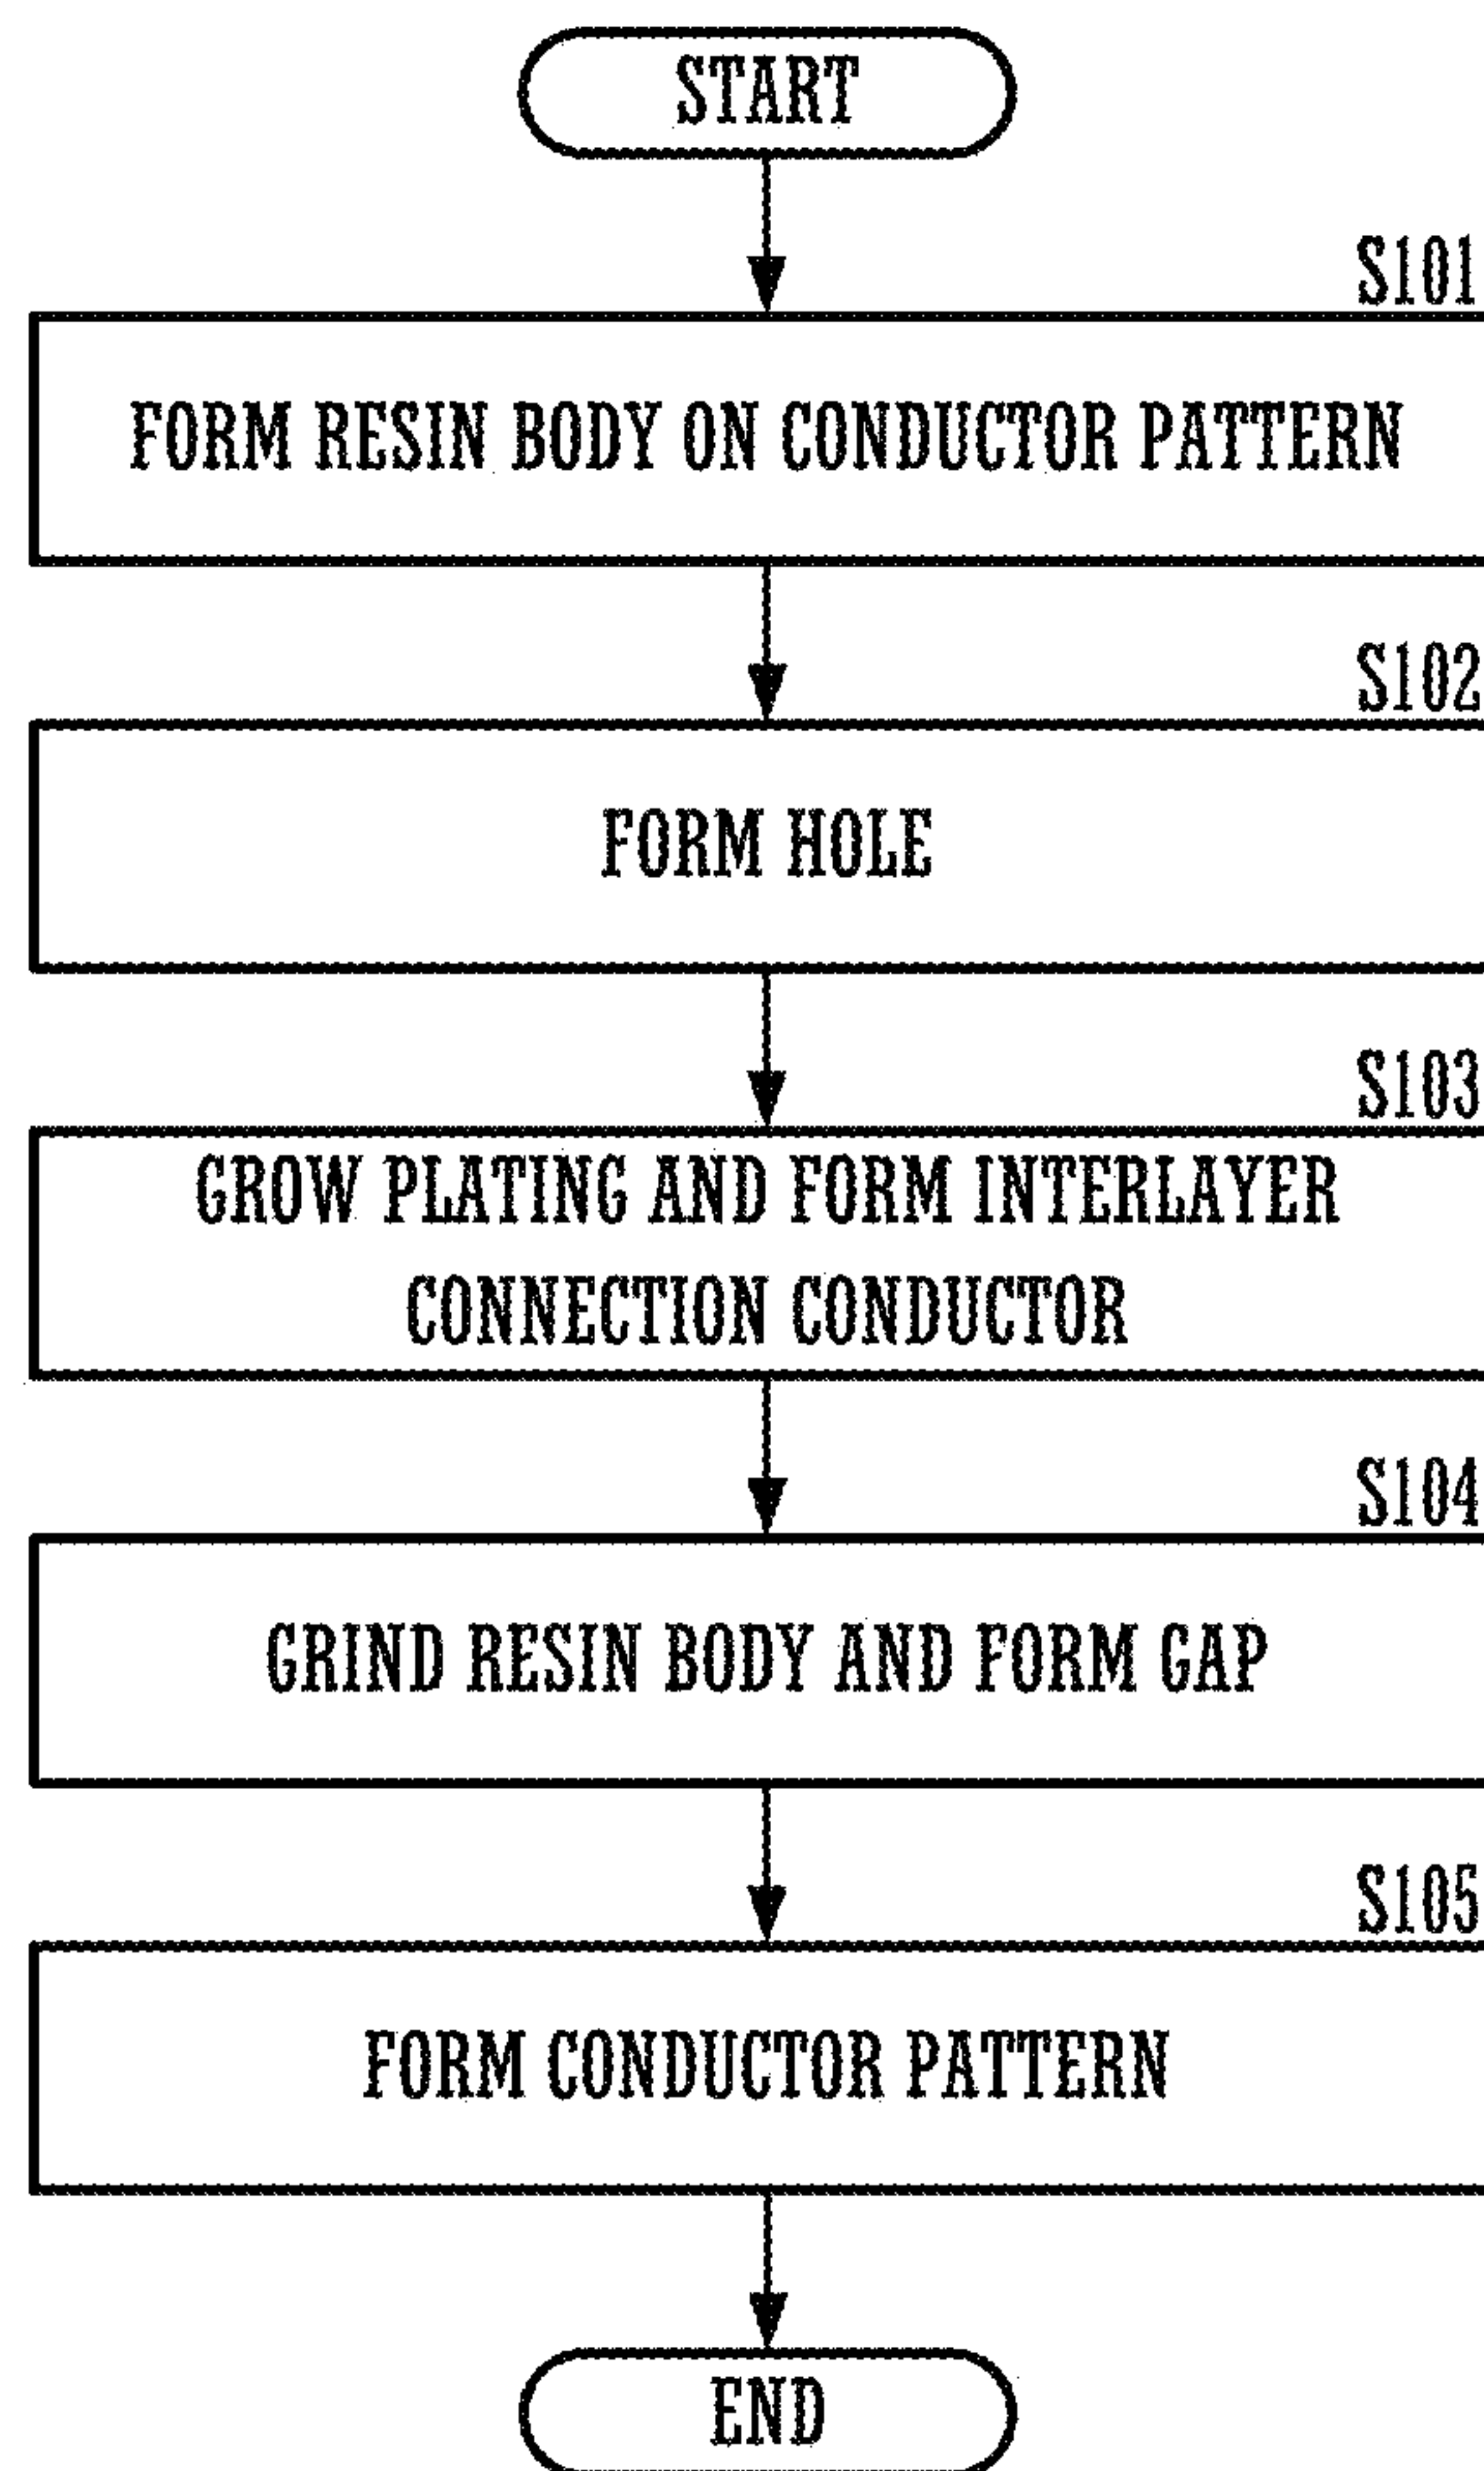 START
S101
FORM RESIN BODY ON CONDUCTOR PATTERN
S102
FORM HOLE
S103
GROW PLATING AND FORM INTERLAYER
CONNECTION CONDUCTOR
S104
GRIND RESIN BODY AND FORM GAP
S105
FORM CONDUCTOR PATTERN
END